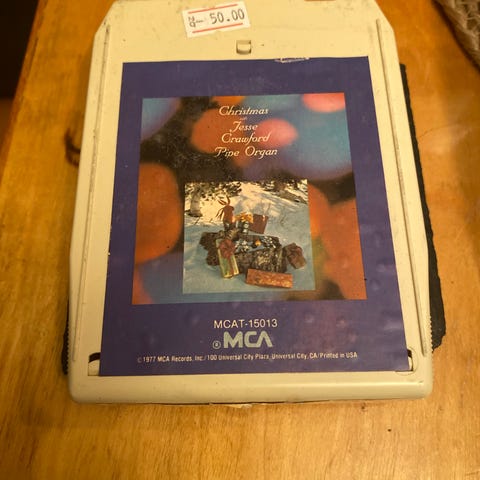 50.00
Christmas
with
Jesse
Crawford
Pipe Organ
MCAT-15013
® MCA
© 1977 MCA Records, Inc./100 Universal City Plaza, Universal City, CA/Printed in USA